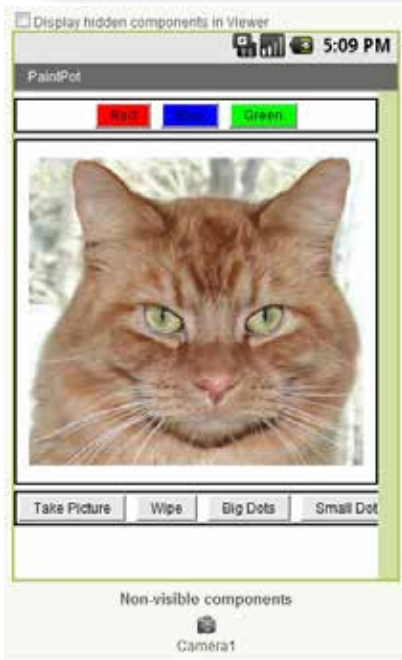 Display hidden components in Viewer
5:09 PM
PaintPot
Red Blue Green
Take Picture Wipe Big Dots Small Dot
Non-visible components
Camera1